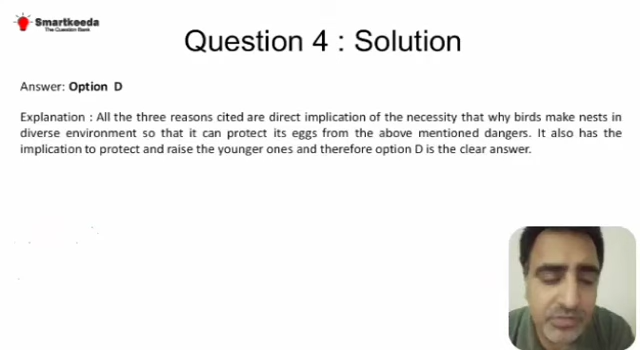 Smartkeeda
The Question Bank
Question 4 : Solution
Answer: Option D
Explanation : All the three reasons cited are direct implication of the necessity that why birds make nests in
diverse environment so that it can protect its eggs from the above mentioned dangers. It also has the
implication to protect and raise the younger ones and therefore option D is the clear answer.